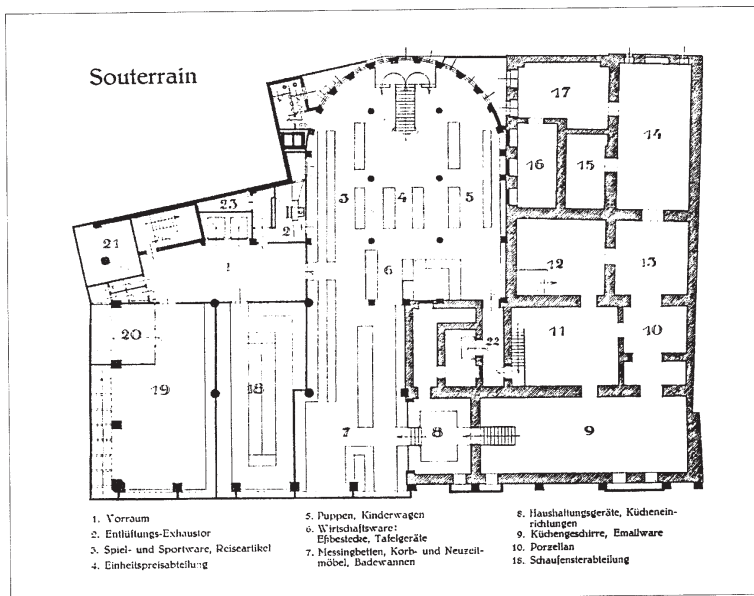 Souterrain
17
14
16
15
3
4
5
23
2
21
1
6
12
13
20
22
11
10
19
18
7
8
9
1. Vorraum
2. Entlüftungs-Exhaustor
3. Spiel- und Sportware, Reiseartikel
4. Einheitspreisabteilung
5. Puppen, Kinderwagen
6. Wirtschaftsware:
Eßbestecke, Tafelgeräte
7. Messingbetten, Korb- und Neuzeit-
möbel, Badewannen
8. Haushaltungsgeräte,Küchenein-
richtungen
9. Küchengeschirre, Emailware
10. Porzellan
18. Schaufensterabteilung